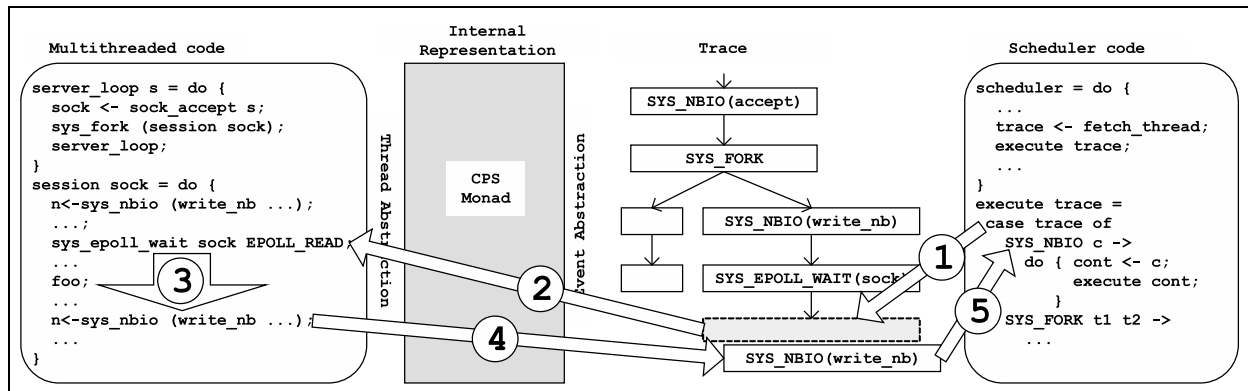 Multithreaded code
server_loop s = do {
sock <- sock_accept s;
sys_fork (session sock);
server_loop;
}
session sock = do {
n<-sys_nbio (write_nb ...);
...;
sys_epoll_wait sock EPOLL_READ;
...
foo;
...
n<-sys_nbio (write_nb ...);
...
}
3
Thread Abstraction
Internal
Representation
CPS
Monad
2
4
Event Abstraction
Trace
SYS_NBIO(accept)
SYS_FORK
SYS_NBIO(write_nb)
SYS_EPOLL_WAIT(sock)
SYS_NBIO(write_nb)
1
5
Scheduler code
scheduler = do {
...
trace <- fetch_thread;
execute trace;
...
}
execute trace =
case trace of
SYS_NBIO c ->
do { cont <- c;
execute cont;
}
SYS_FORK t1 t2 ->
...